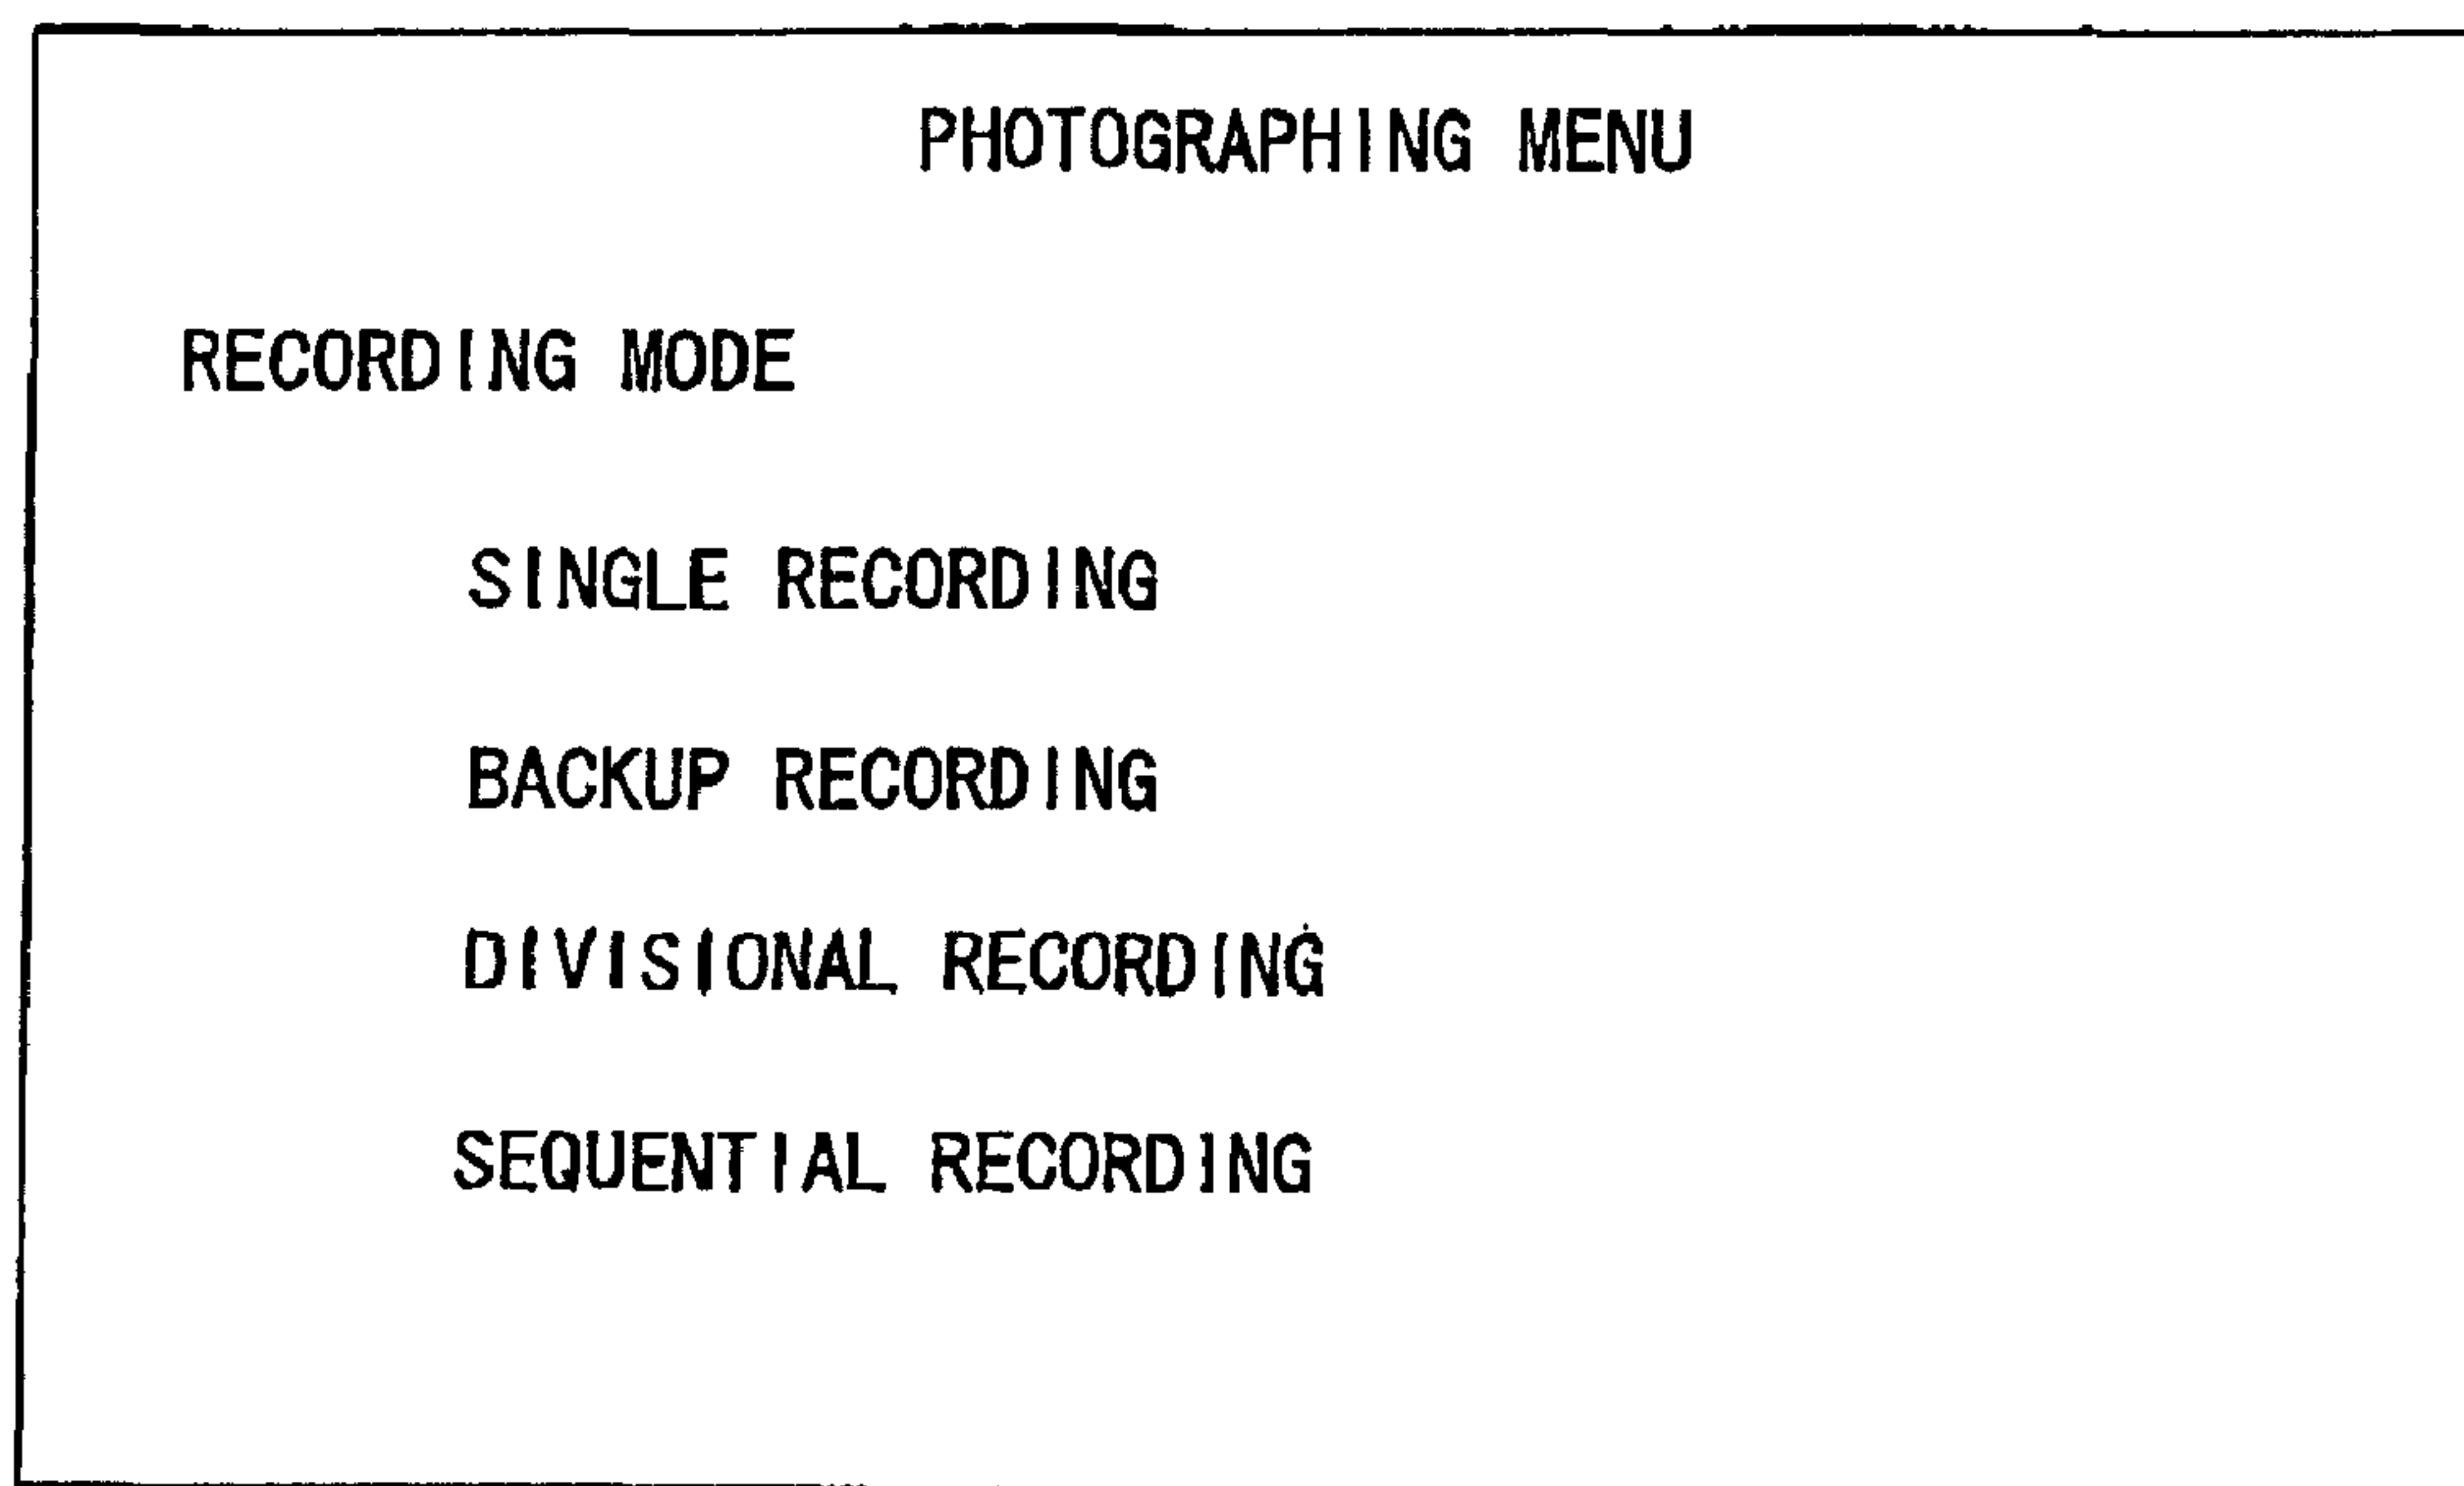 PHOTOGRAPHING MENU
RECORDING MODE
SINGLE RECORDING
BACKUP RECORDING
DIVISIONAL RECORDING
SEQUENTIAL RECORDING